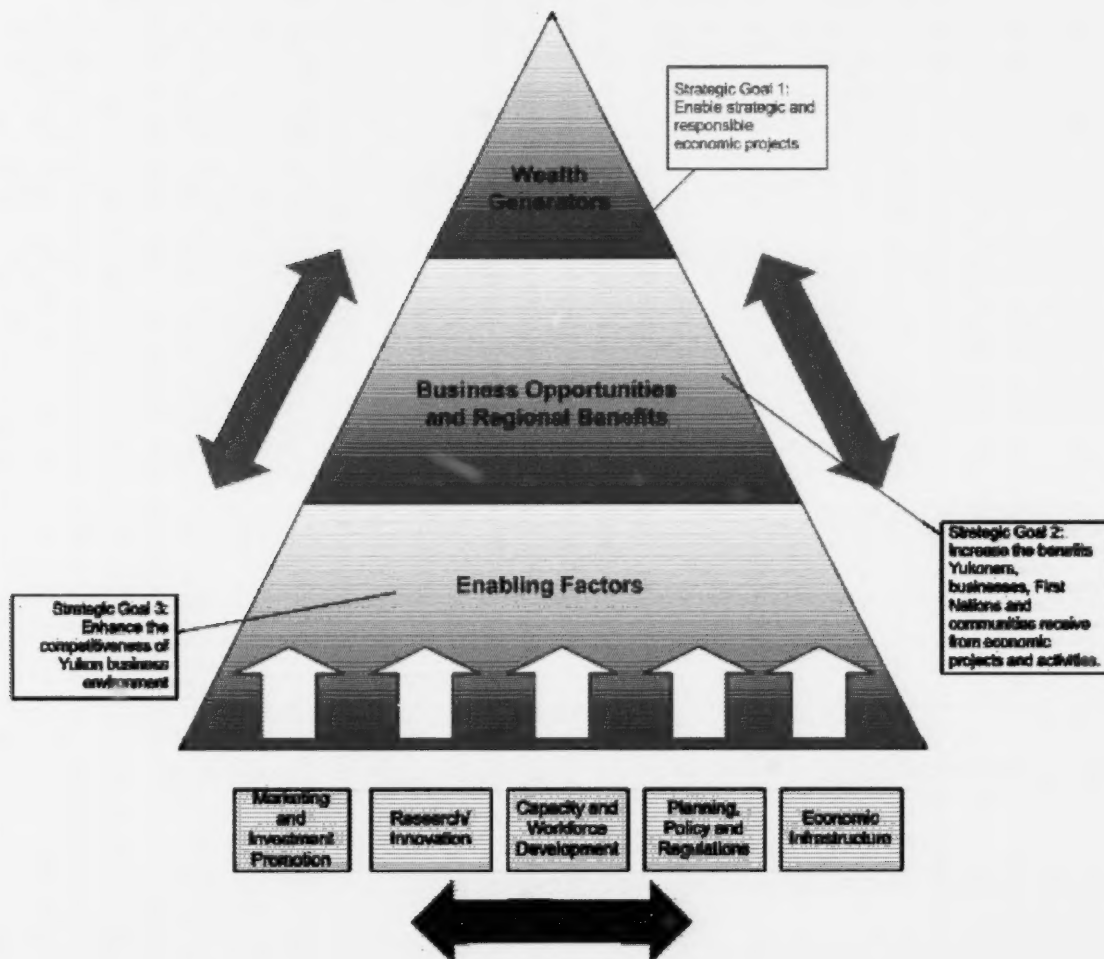 Strategic Goal 1:
Enable strategic and
responsible
economic projects
Wealth
Generators
Business Opportunities
and Regional Benefits
Strategic Goal 2:
Increase the benefits
Yukoners,
businesses, First
Nations and
communities receive
from economic
projects and activities.
Enabling Factors
Strategic Goal 3:
Enhance the
competitiveness of
Yukon business
environment
Marketing
and
Investment
Promotion
Research/
Innovation
Capacity and
Workforce
Development
Planning,
Policy and
Regulations
Economic
Infrastructure